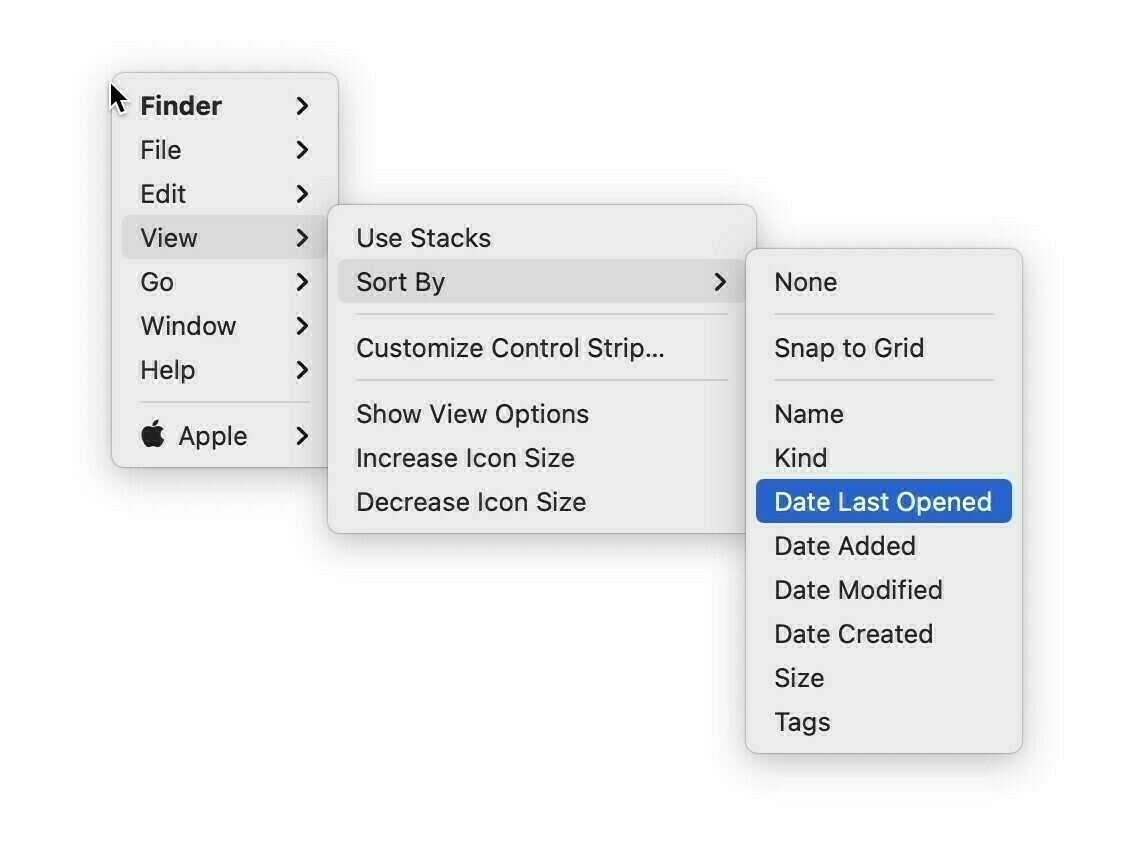 Finder
File
Edit
View
Go
Window
Help
Apple
Use Stacks
Sort By
Customize Control Strip...
Show View Options
Increase Icon Size
Decrease Icon Size
None
Snap to Grid
Name
Kind
Date Last Opened
Date Added
Date Modified
Date Created
Size
Tags